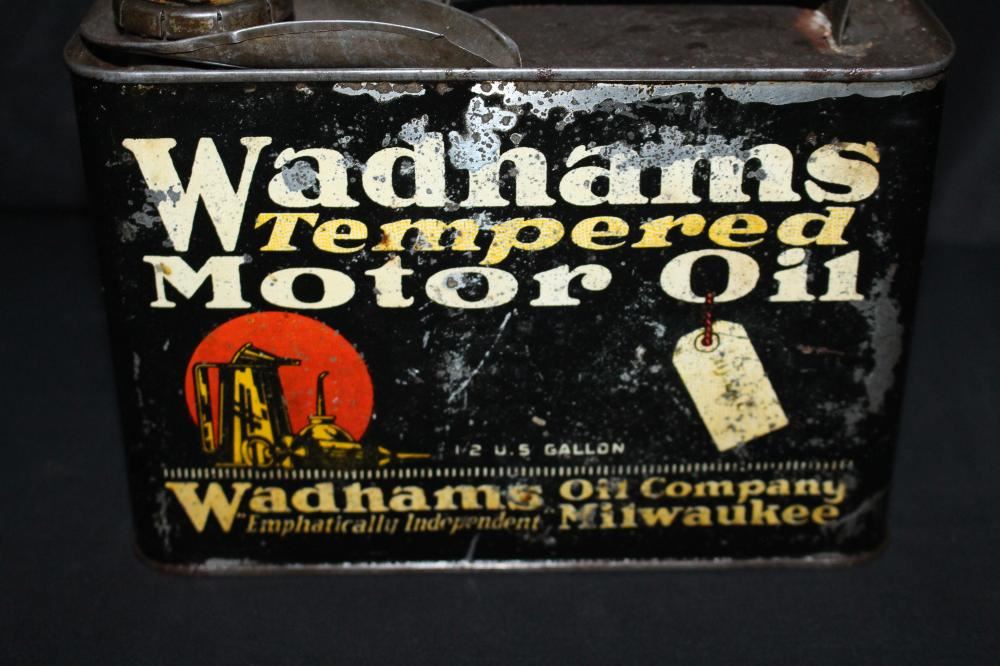 Wadhams
Tempered
Motor Oil
1-2 U.S GALLON
Wadhams Oil Company
"Emphatically Independent" Milwaukee